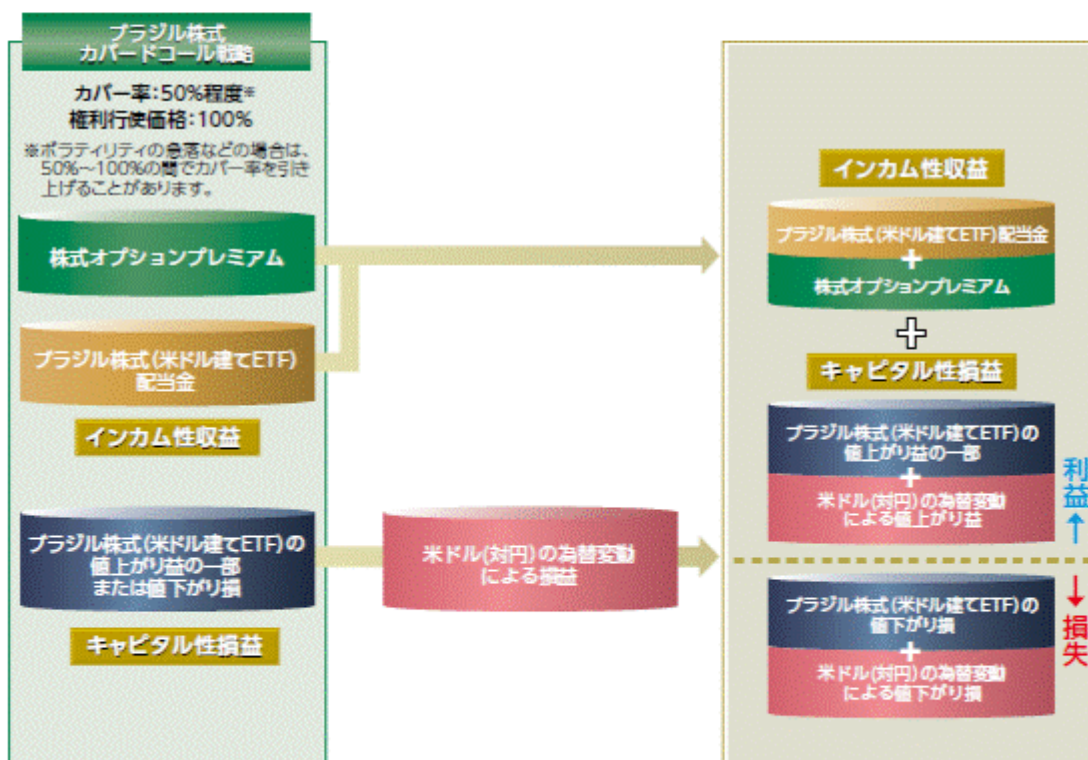 ブラジル株式
カバードコール戦略
カバー率:50%程度※
権利行使価格:100%
※ボラティリティの急落などの場合は、
50%~100%の間でカバー率を引き
上げることがあります。
株式オプションプレミアム
ブラジル株式(米ドル建てETF)
配当金
インカム性収益
ブラジル株式(米ドル建てETF)の
値上がり益の一部
または値下がり損
キャピタル性損益
米ドル(対円)の為替変動
による損益
インカム性収益
ブラジル株式(米ドル建てETF)配当金
+
株式オプションプレミアム
+
キャピタル性損益
ブラジル株式(米ドル建てETF)の
値上がり益の一部
+
米ドル(対円)の為替変動
による値上がり益
利益↑
↓損失
ブラジル株式(米ドル建てETF)の
値下がり損
+
米ドル(対円)の為替変動
による値下がり損